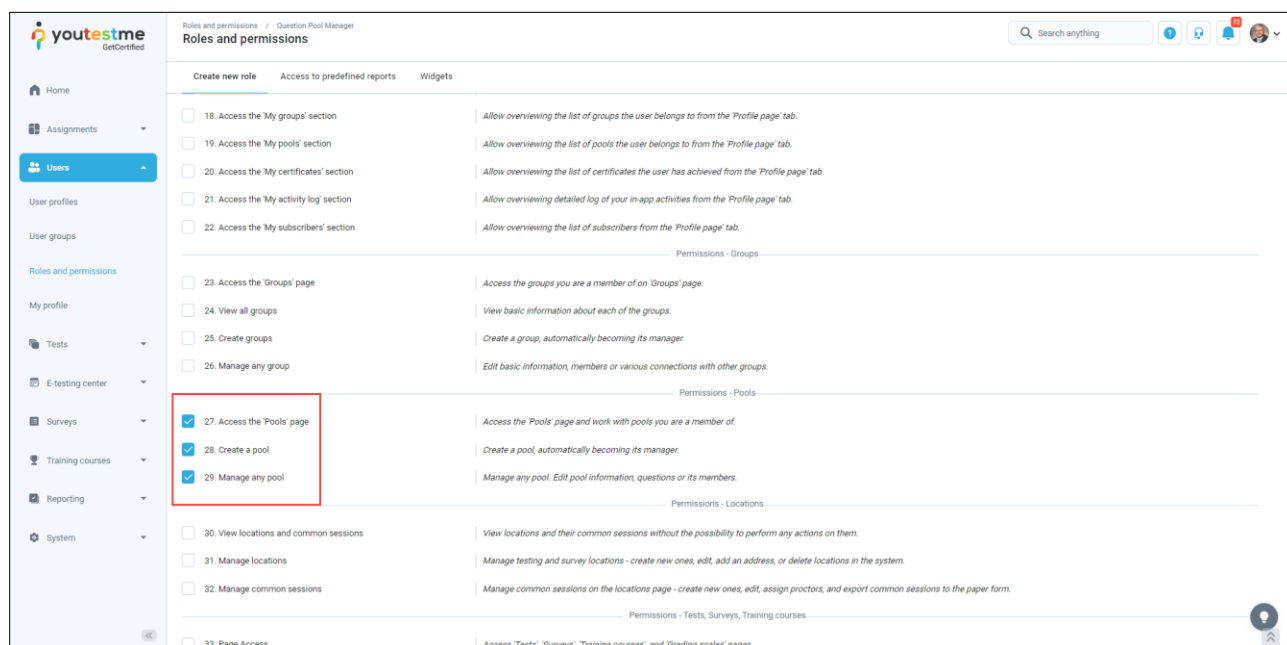 youtestme
GetCertified
Roles and permissions / Question Pool Manager
Roles and permissions
Search anything
?
72
Create new role Access to predefined reports Widgets
Home
Assignments
Users
User profiles
User groups
Roles and permissions
My profile
Tests
E-testing center
Surveys
Training courses
Reporting
System
18. Access the 'My groups' section Allow overviewing the list of groups the user belongs to from the 'Profile page' tab.
19. Access the 'My pools' section Allow overviewing the list of pools the user belongs to from the 'Profile page' tab.
20. Access the 'My certificates' section Allow overviewing the list of certificates the user has achieved from the 'Profile page' tab.
21. Access the 'My activity log' section Allow overviewing detailed log of your in-app activities from the 'Profile page' tab.
22. Access the 'My subscribers' section Allow overviewing the list of subscribers from the 'Profile page' tab.
Permissions - Groups
23. Access the 'Groups' page Access the groups you are a member of on 'Groups' page.
24. View all groups View basic information about each of the groups.
25. Create groups Create a group, automatically becoming its manager.
26. Manage any group Edit basic information, members or various connections with other groups.
Permissions - Pools
27. Access the 'Pools' page Access the 'Pools' page and work with pools you are a member of.
28. Create a pool Create a pool, automatically becoming its manager.
29. Manage any pool Manage any pool. Edit pool information, questions or its members.
Permissions - Locations
30. View locations and common sessions View locations and their common sessions without the possibility to perform any actions on them.
31. Manage locations Manage testing and survey locations - create new ones, edit, add an address, or delete locations in the system.
32. Manage common sessions Manage common sessions on the locations page - create new ones, edit, assign proctors, and export common sessions to the paper form.
Permissions - Tests, Surveys, Training courses
33. Page Access Access 'Tests', 'Surveys', 'Training courses', and 'Grading scales' pages